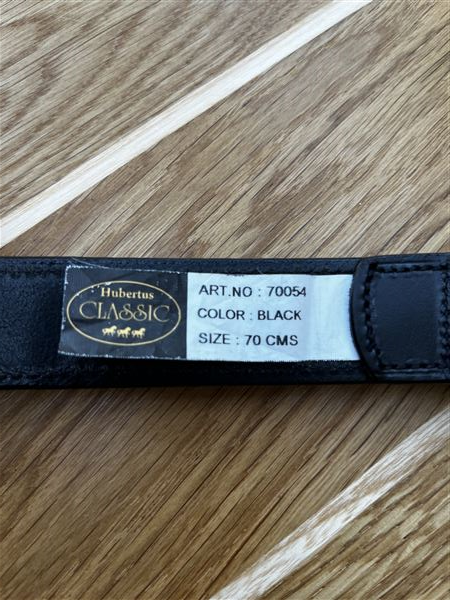 Hubertus
CLASSIC
ART.NO : 70054
COLOR : BLACK
SIZE : 70 CMS